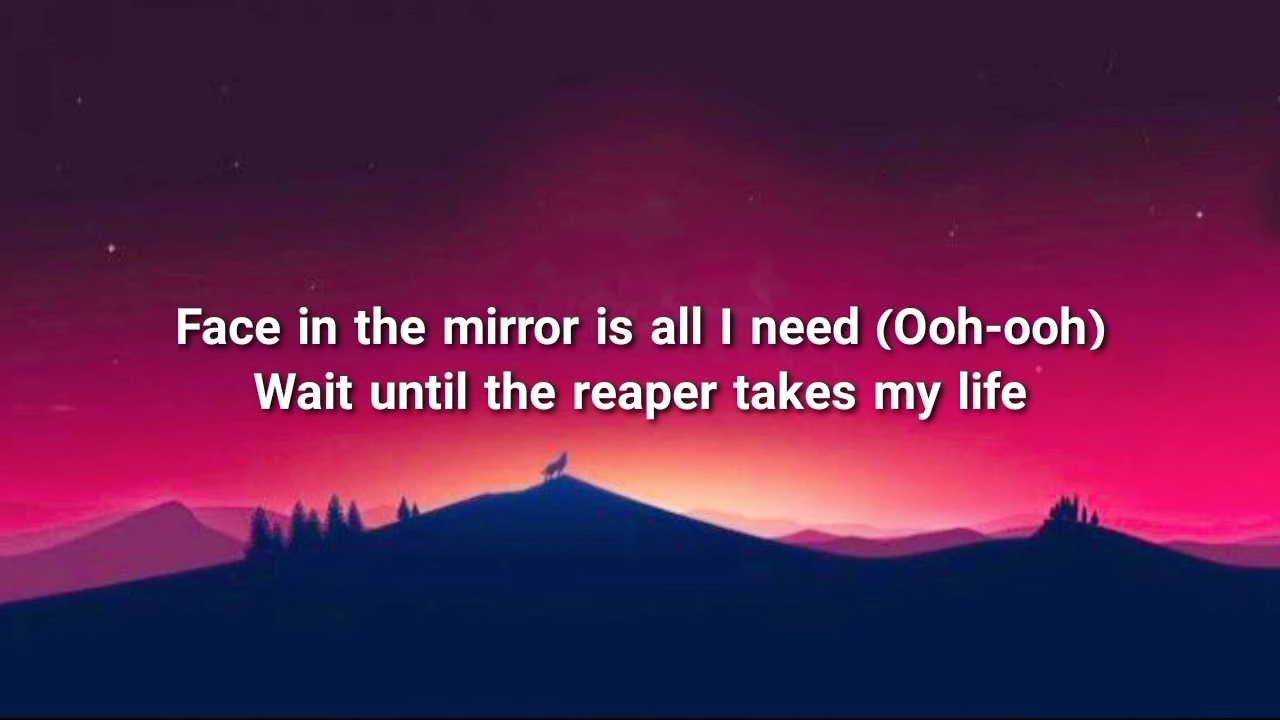 Face in the mirror is all I need (Ooh-ooh)
Wait until the reaper takes my life